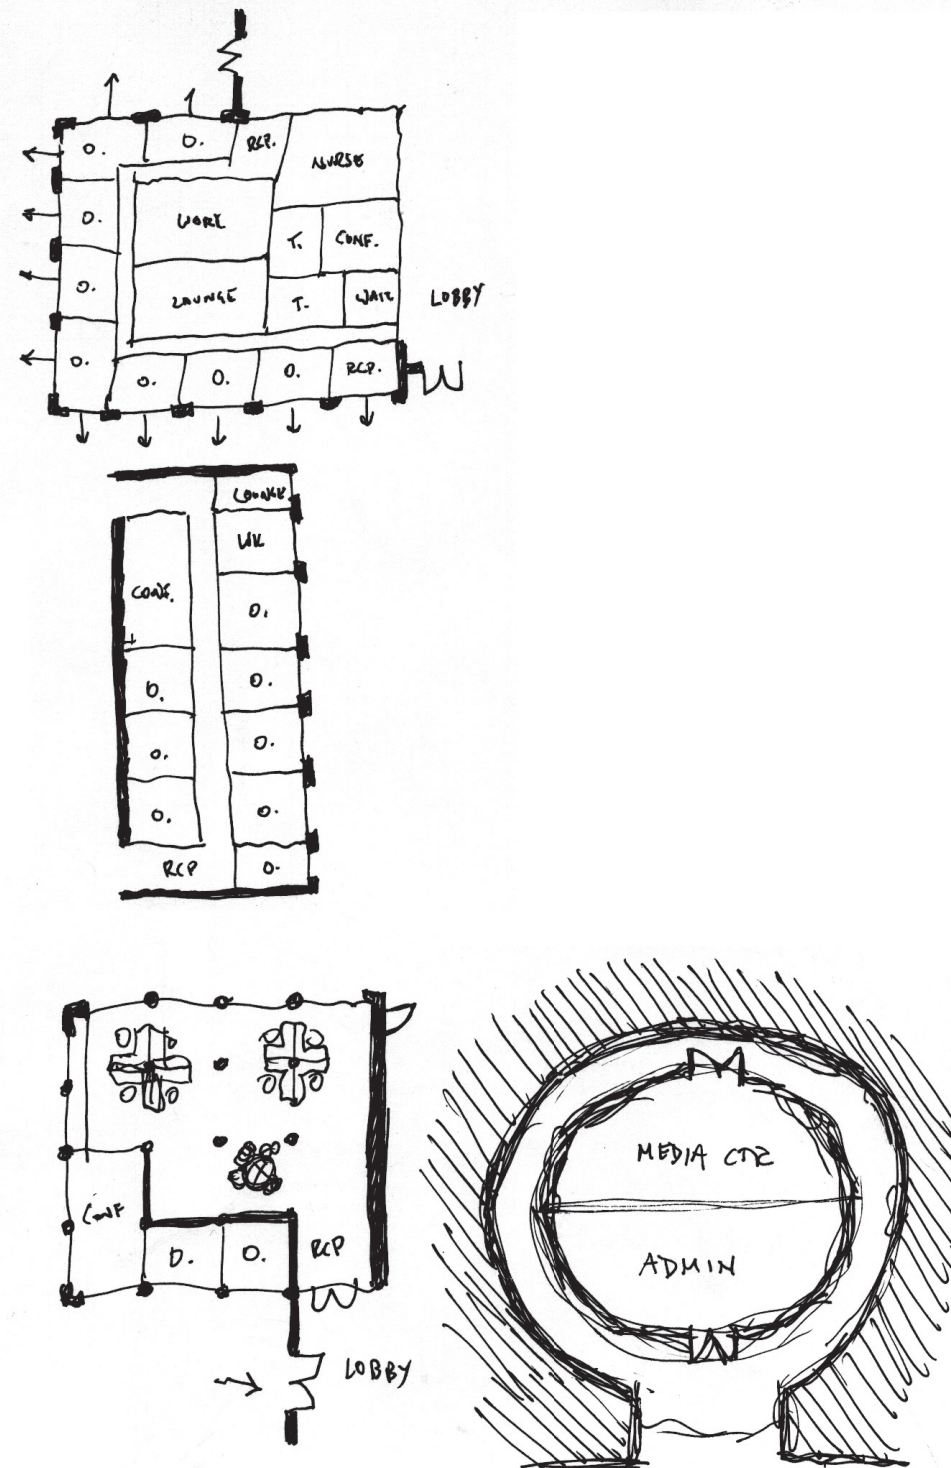 O. O. RCP. NURSE
O. WORK T. CONF.
O. LOUNGE T. WAIT LOBBY
O. O. O. O. RCP.
LOUNGE
WK
CONF. O.
O. O.
O. O.
O. O.
RCP O.
CONF O. O. RCP
LOBBY
MEDIA CTR
ADMIN